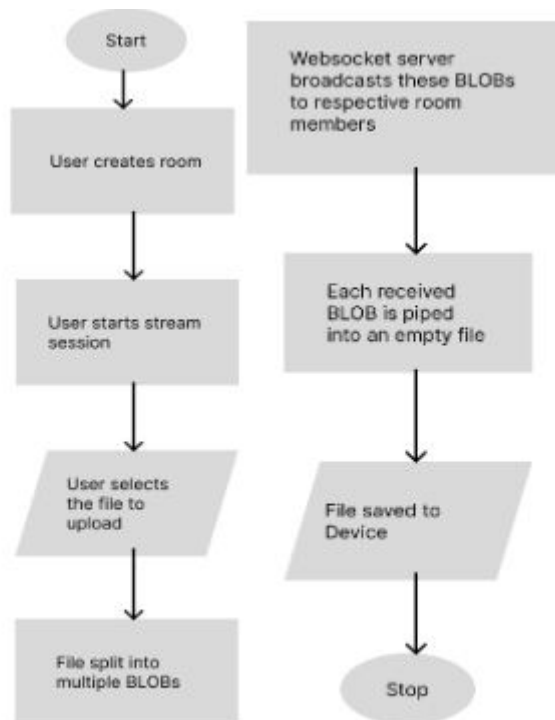 Start
User creates room
User starts stream
session
User selects
the file to
upload
File split into
multiple BLOBs
Websocket server
broadcasts these BLOBs
to respective room
members
Each received
BLOB is piped
into an empty file
File saved to
Device
Stop